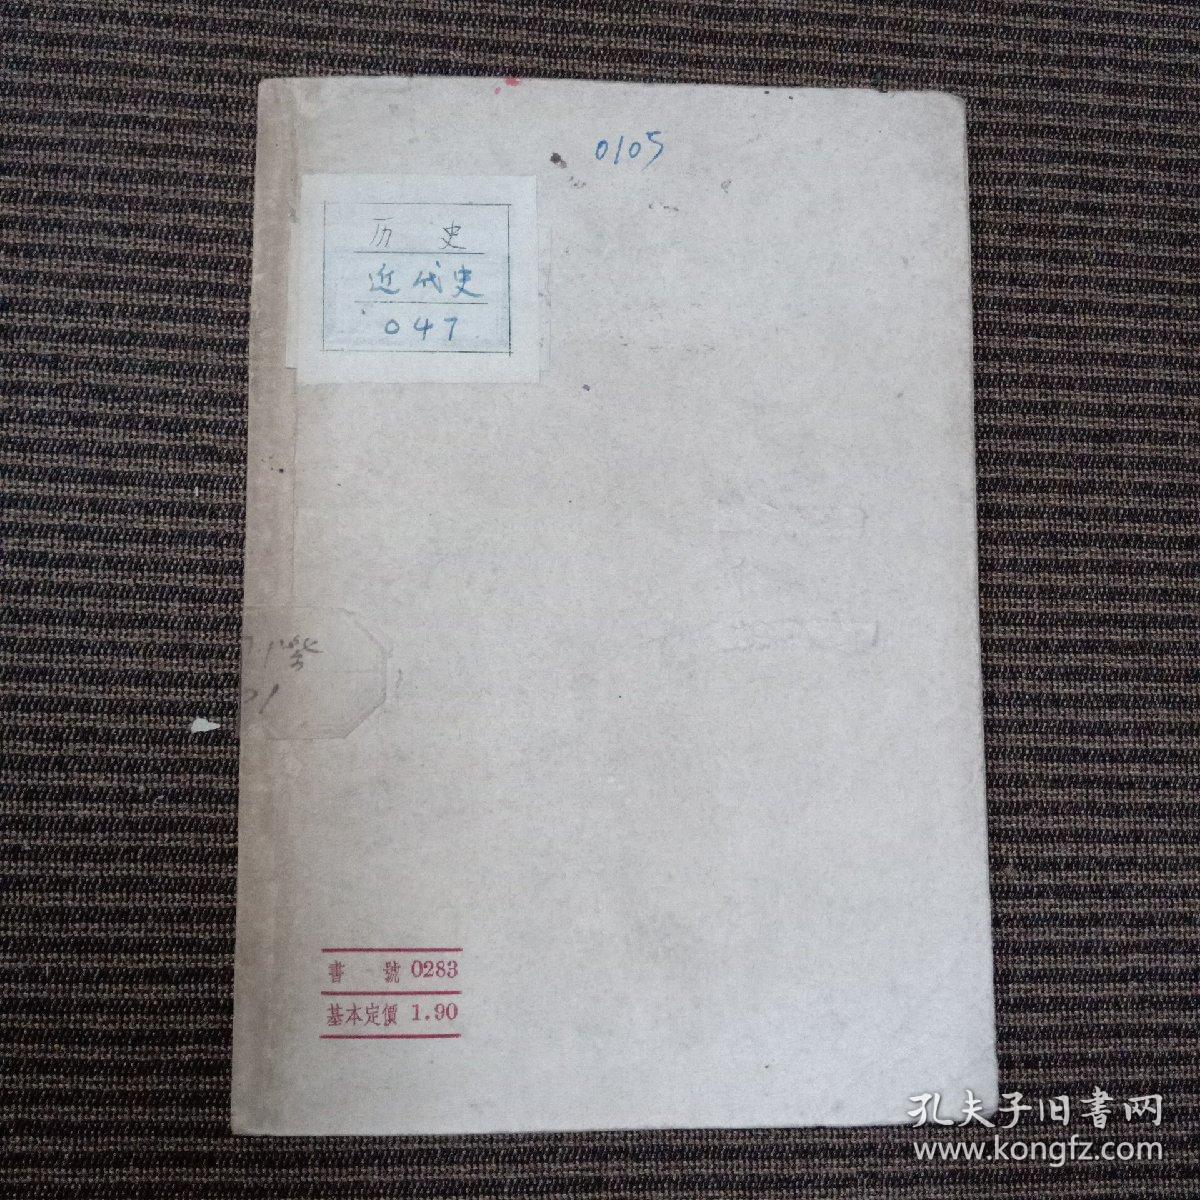 0105
历史
近代史
047
書號 0283
基本定價 1.90
孔夫子旧書网
www.kongfz.com